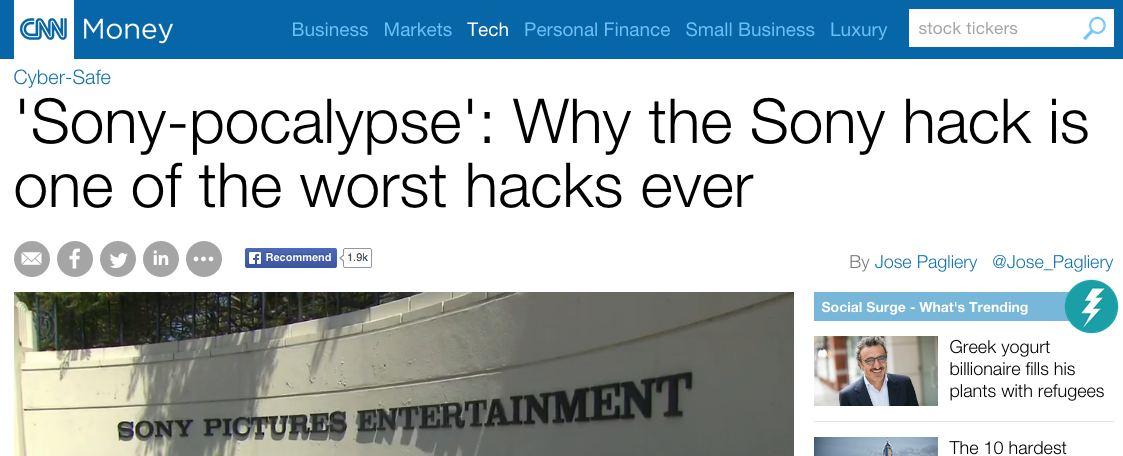 CNN Money Business Markets Tech Personal Finance Small Business Luxury stock tickers
Cyber-Safe
'Sony-pocalypse': Why the Sony hack is
one of the worst hacks ever
f in Recommend 1.9k
By Jose Pagliery @Jose_Pagliery
SONY PICTURES ENTERTAINMENT
Social Surge - What's Trending
Greek yogurt
billionaire fills his
plants with refugees
The 10 hardest